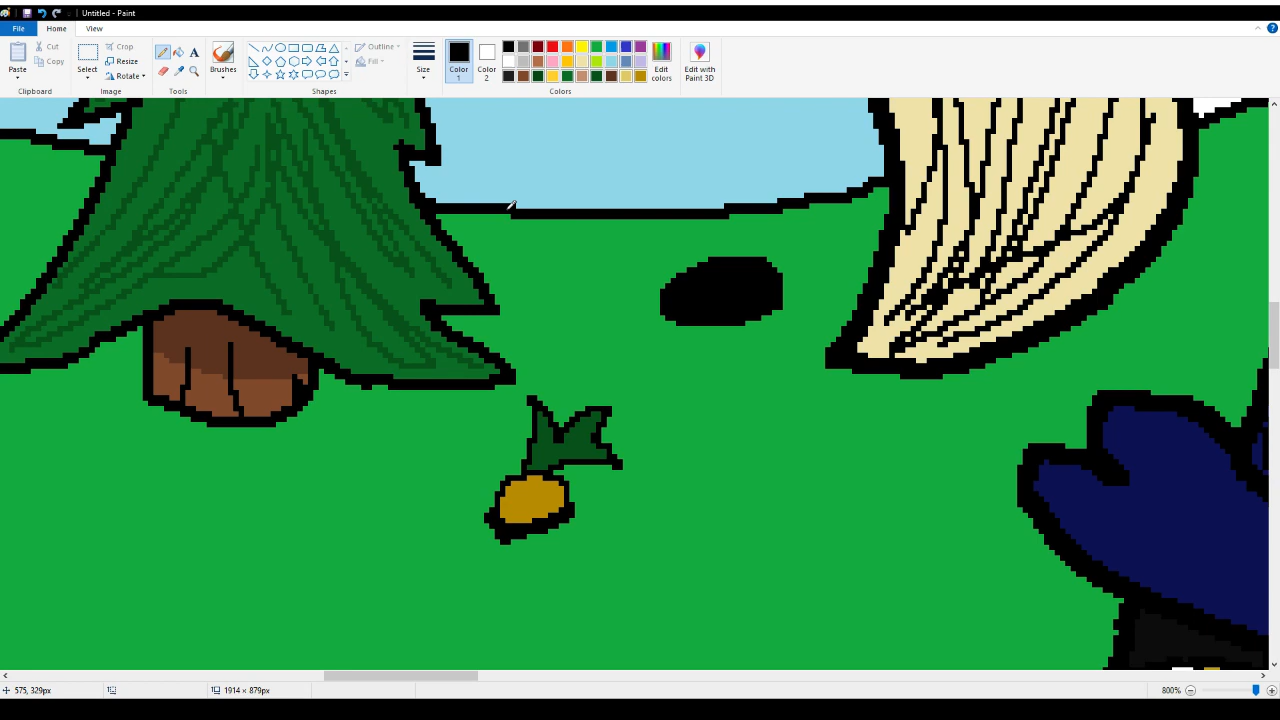 Untitled - Paint
File Home View
Paste Cut Copy Clipboard
Select Crop Resize Rotate Image
Tools
Brushes
Outline Fill Shapes
Size
Color 1
Color 2
Edit colors
Colors
Edit with Paint 3D
575, 329px
1914 × 879px
800%